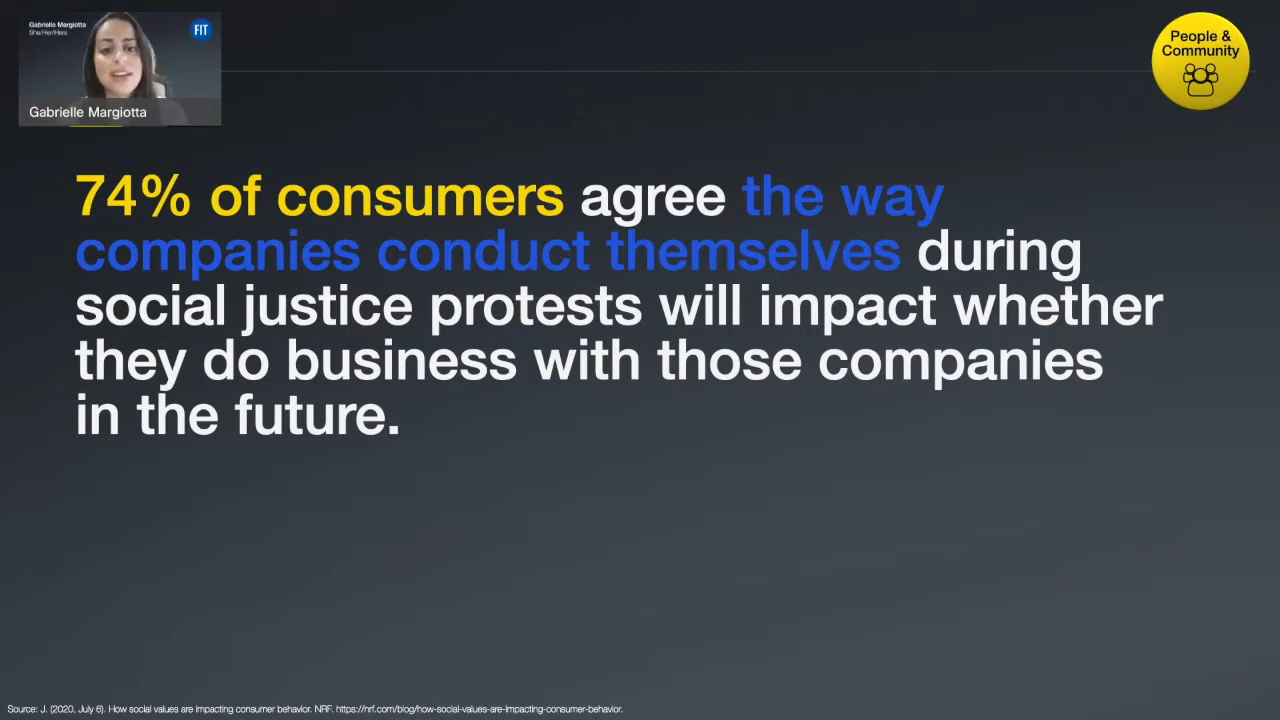 Gabrielle Margiotta
She/Her/Hers
FIT
Gabrielle Margiotta
People &
Community
74% of consumers agree the way
companies conduct themselves during
social justice protests will impact whether
they do business with those companies
in the future.
Source: J. (2020, July 6). How social values are impacting consumer behavior. NRF. https://nrf.com/blog/how-social-values-are-impacting-consumer-behavior.